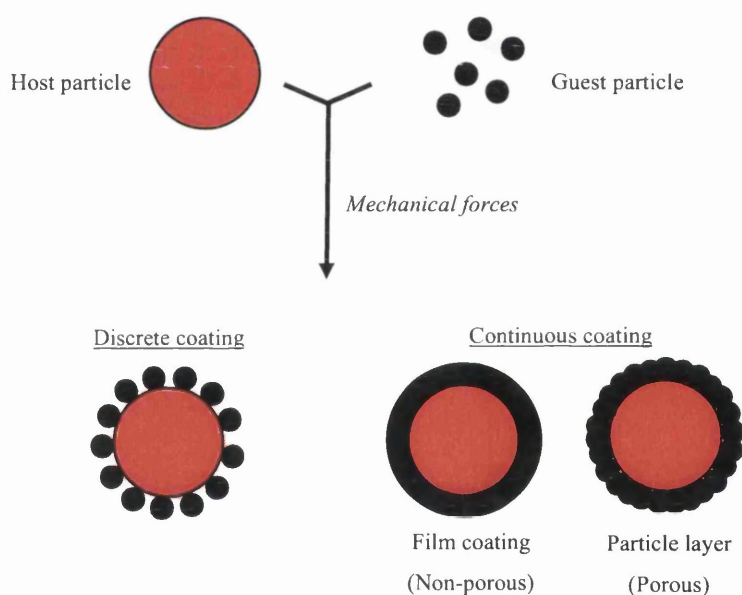 Host particle
Guest particle
Mechanical forces
Discrete coating
Continuous coating
Film coating
(Non-porous)
Particle layer
(Porous)